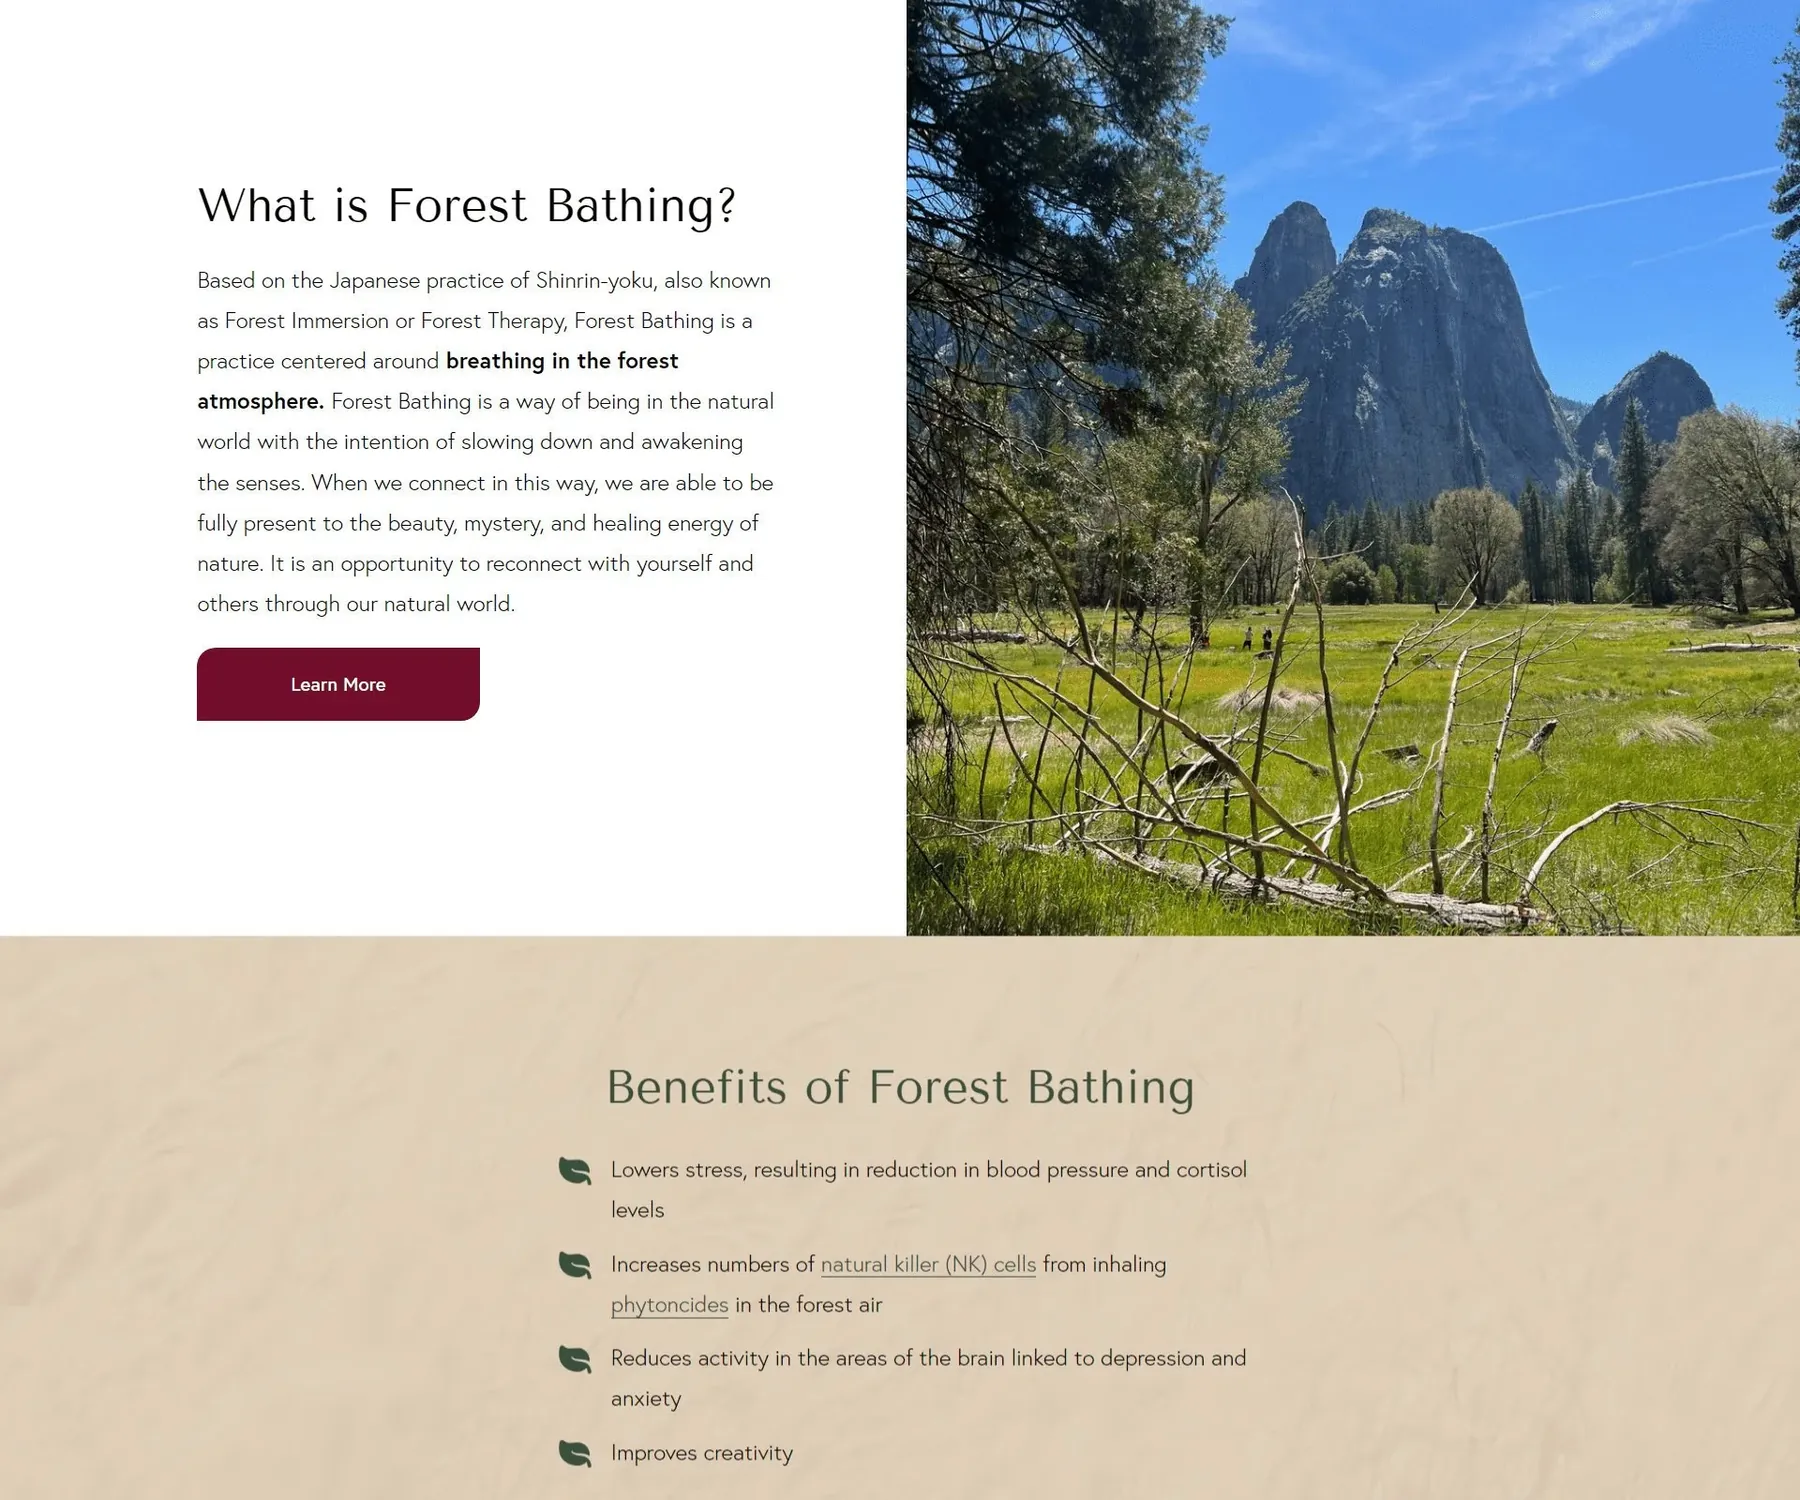 What is Forest Bathing?
Based on the Japanese practice of Shinrin-yoku, also known
as Forest Immersion or Forest Therapy, Forest Bathing is a
practice centered around breathing in the forest
atmosphere. Forest Bathing is a way of being in the natural
world with the intention of slowing down and awakening
the senses. When we connect in this way, we are able to be
fully present to the beauty, mystery, and healing energy of
nature. It is an opportunity to reconnect with yourself and
others through our natural world.
Learn More
Benefits of Forest Bathing
Lowers stress, resulting in reduction in blood pressure and cortisol
levels
Increases numbers of natural killer (NK) cells from inhaling
phytoncides in the forest air
Reduces activity in the areas of the brain linked to depression and
anxiety
Improves creativity